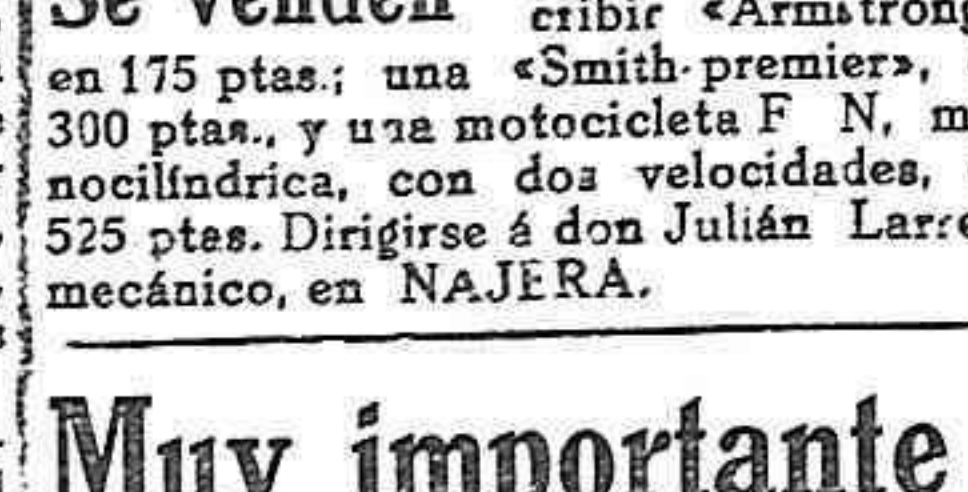 Se venden cribir «Armstrong
en 175 ptas.; una «Smith-premier»,
300 ptas., y una motocicleta F N, m
nocilíndrica, con dos velocidades,
525 ptas. Dirigirse á don Julián Larre
mecánico, en NAJERA.
Muy importante